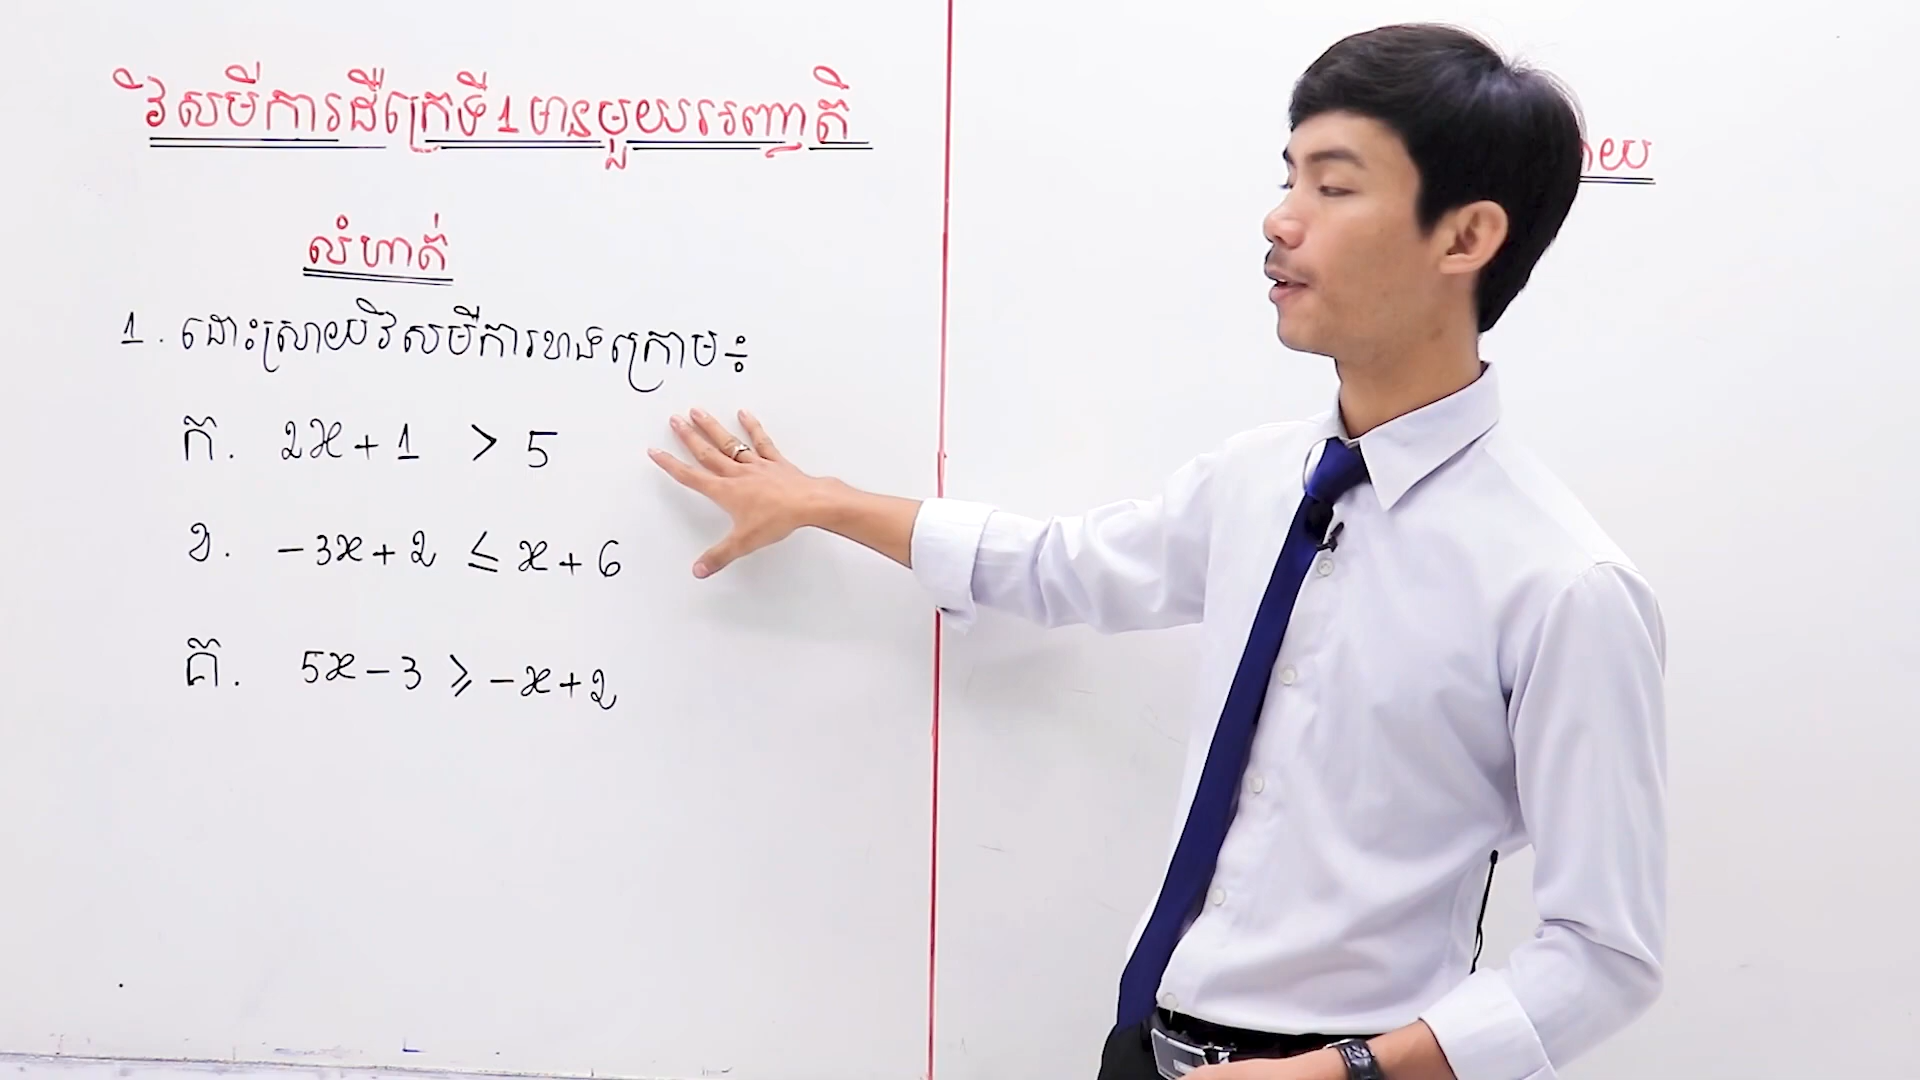 វិសមីការដឺក្រេទី1មានមួយអញ្ញាតិ
លំហាត់
1. ដោះស្រាយវិសមីការខាងក្រោម ÷
ក. 2x + 1 > 5
ខ. -3x + 2 ≤ x + 6
គ. 5x - 3 ⩾ -x + 2